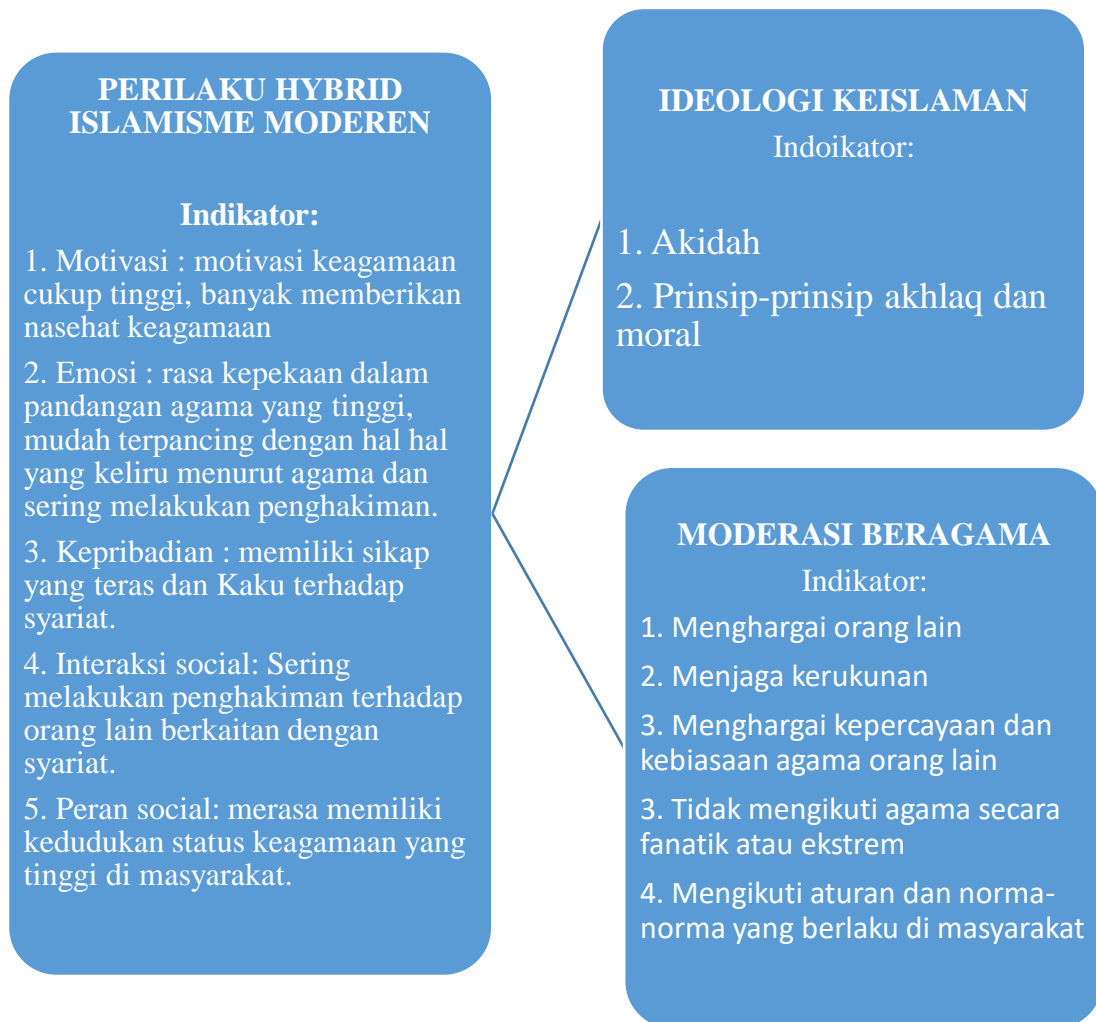 PERILAKU HYBRID
ISLAMISME MODEREN
Indikator:
1. Motivasi : motivasi keagamaan
cukup tinggi, banyak memberikan
nasehat keagamaan
2. Emosi : rasa kepekaan dalam
pandangan agama yang tinggi,
mudah terpancing dengan hal hal
yang keliru menurut agama dan
sering melakukan penghakiman.
3. Kepribadian : memiliki sikap
yang teras dan Kaku terhadap
syariat.
4. Interaksi social: Sering
melakukan penghakiman terhadap
orang lain berkaitan dengan
syariat.
5. Peran social: merasa memiliki
kedudukan status keagamaan yang
tinggi di masyarakat.
IDEOLOGI KEISLAMAN
Indoikator:
1. Akidah
2. Prinsip-prinsip akhlaq dan
moral
MODERASI BERAGAMA
Indikator:
1. Menghargai orang lain
2. Menjaga kerukunan
3. Menghargai kepercayaan dan
kebiasaan agama orang lain
3. Tidak mengikuti agama secara
fanatik atau ekstrem
4. Mengikuti aturan dan norma-
norma yang berlaku di masyarakat